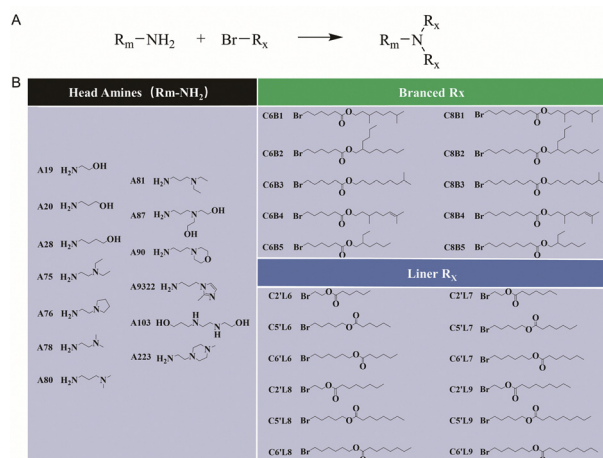 A
Rm-NH2 + Br-Rx Rm-N Rx Rx
B
Head Amines (Rm-NH2)
A19 H2N OH
A20 H2N OH
A28 H2N OH
A75 H2N N
A76 H2N N
A78 H2N N
A80 H2N N
A81 H2N N
A87 H2N N OH OH
A90 H2N N O
A9322 H2N N N
A103 HO N H N H OH
A223 H2N N N
Branced Rx
C6B1 Br O O
C8B1 Br O O
C6B2 Br O O
C8B2 Br O O
C6B3 Br O O
C8B3 Br O O
C6B4 Br O O
C8B4 Br O O
C6B5 Br O O
C8B5 Br O O
Liner RX
C2'L6 Br O O
C2'L7 Br O O
C5'L6 Br O O
C5'L7 Br O O
C6'L6 Br O O
C6'L7 Br O O
C2'L8 Br O O
C2'L9 Br O O
C5'L8 Br O O
C5'L9 Br O O
C6'L8 Br O O
C6'L9 Br O O